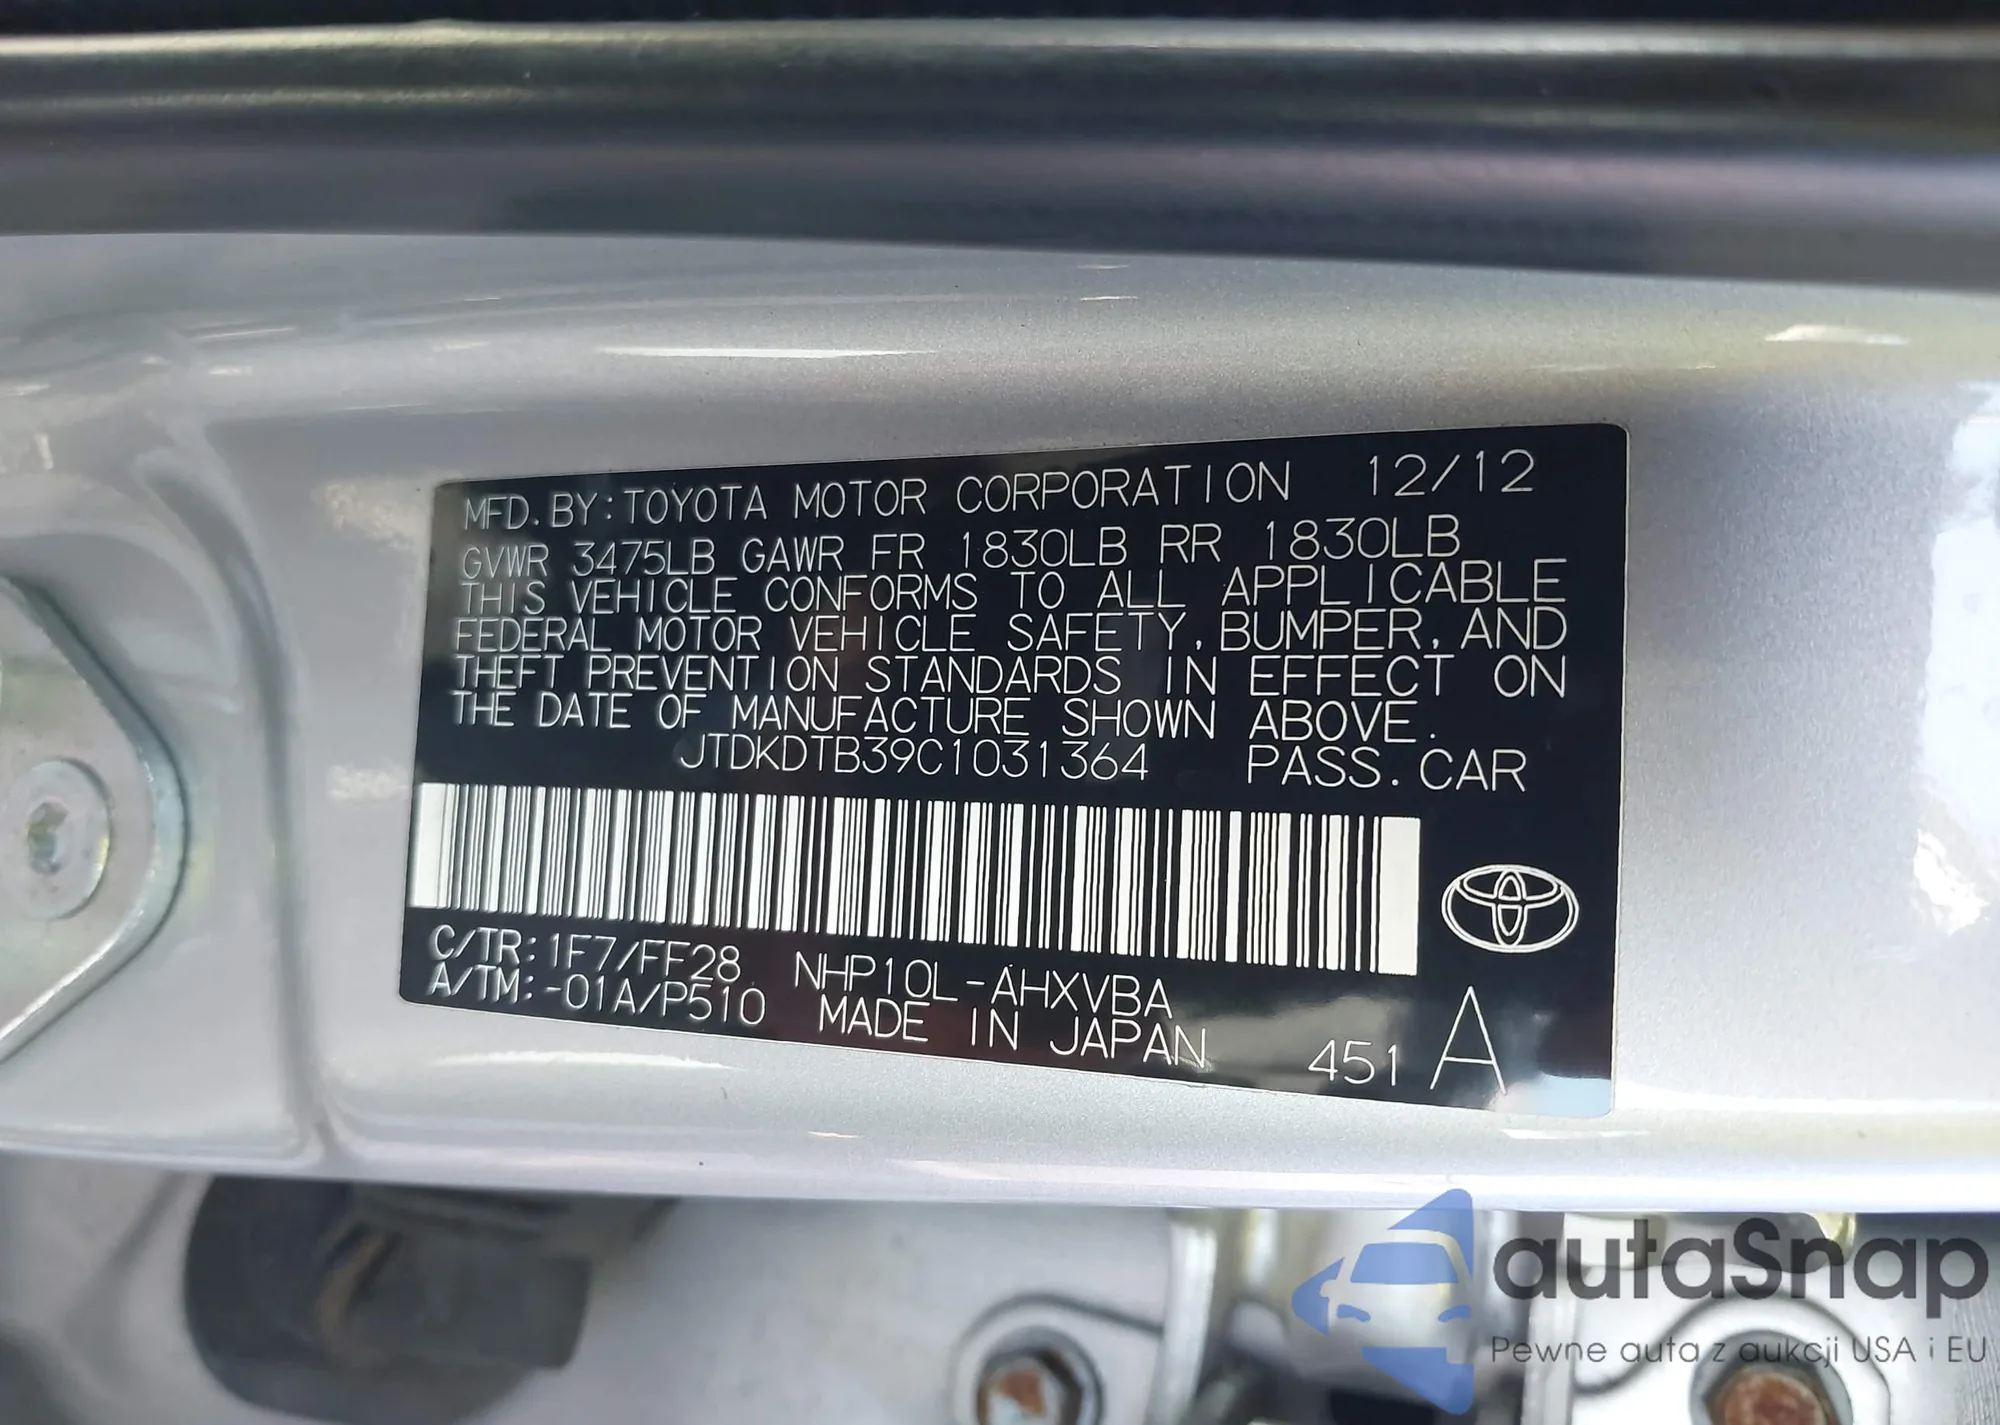 MFD.BY:TOYOTA MOTOR CORPORATION 12/12
GVWR 3475LB GAWR FR 1830LB RR 1830LB
THIS VEHICLE CONFORMS TO ALL APPLICABLE
FEDERAL MOTOR VEHICLE SAFETY, BUMPER, AND
THEFT PREVENTION STANDARDS IN EFFECT ON
THE DATE OF MANUFACTURE SHOWN ABOVE.
JTDKDTB39C1031364 PASS.CAR
C/TR:1F7/FF28 NHP10L-AHXVBA
A/TM:-01A/P510 MADE IN JAPAN
451 A
autaSnap
Pewne auta z aukcji USA i EU